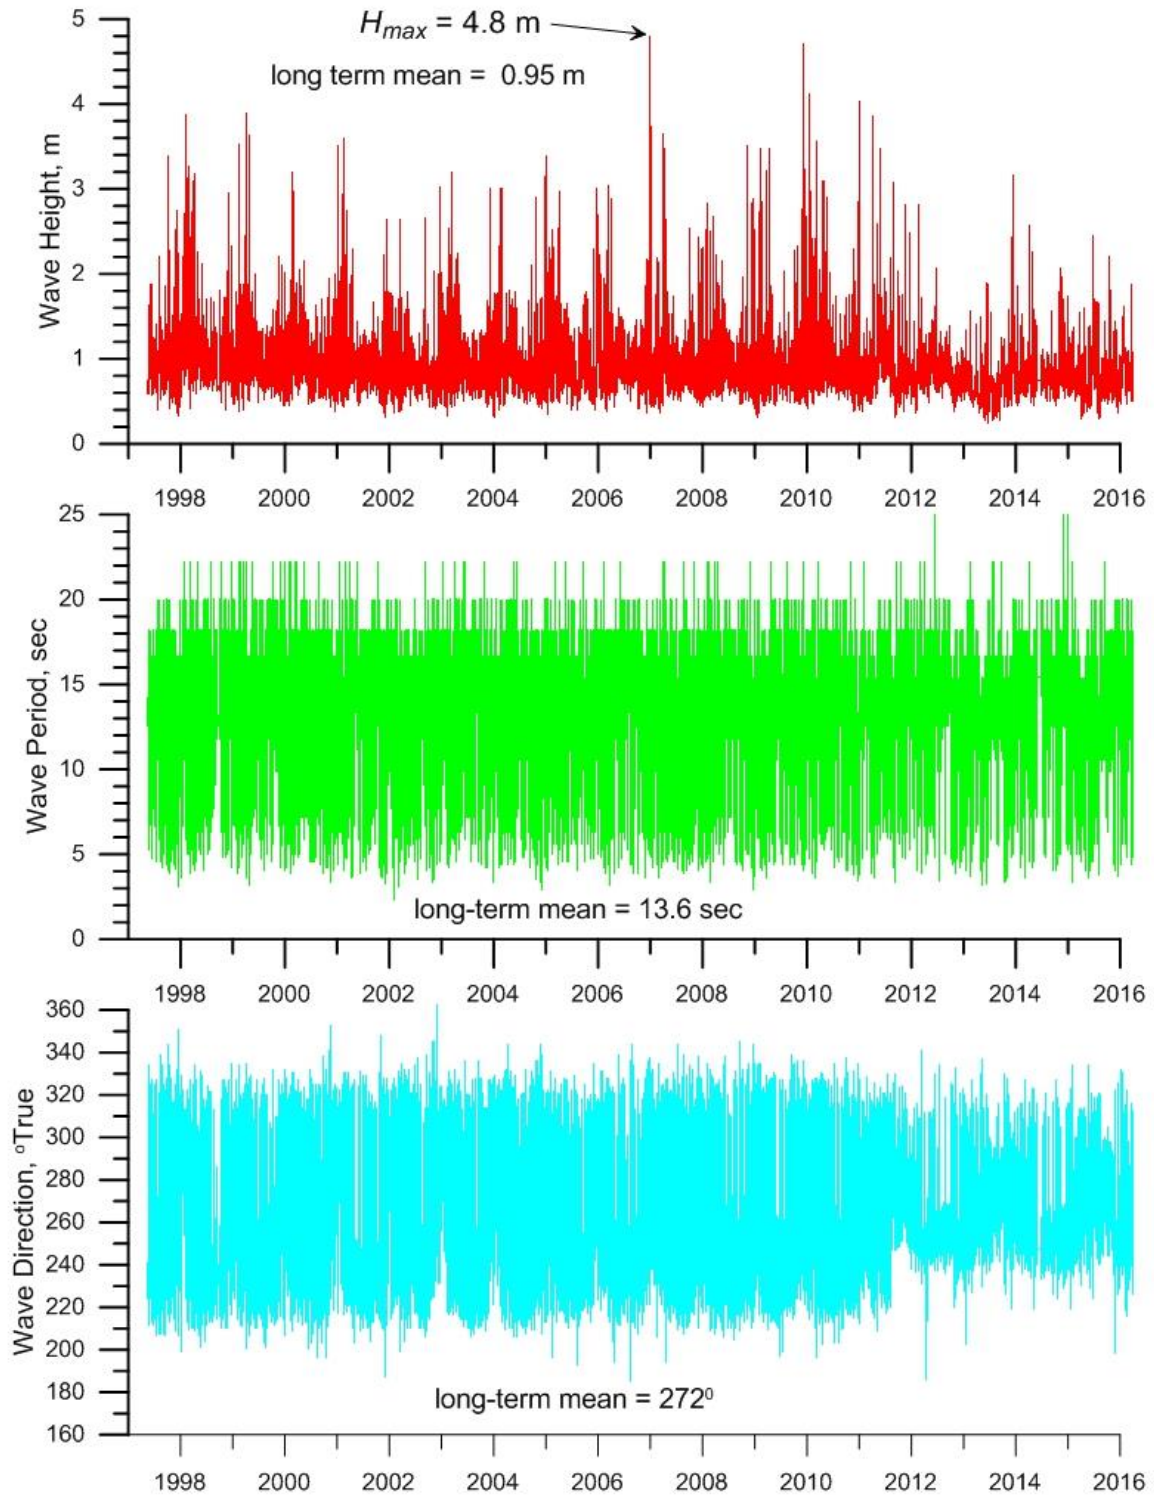 5
H_max = 4.8 m
long term mean =  0.95 m
4
3
2
1
0
Wave Height, m
1998 2000 2002 2004 2006 2008 2010 2012 2014 2016
25
20
15
10
5
0
Wave Period, sec
long-term mean = 13.6 sec
1998 2000 2002 2004 2006 2008 2010 2012 2014 2016
360
340
320
300
280
260
240
220
200
180
160
Wave Direction, ᵒTrue
long-term mean = 272⁰
1998 2000 2002 2004 2006 2008 2010 2012 2014 2016